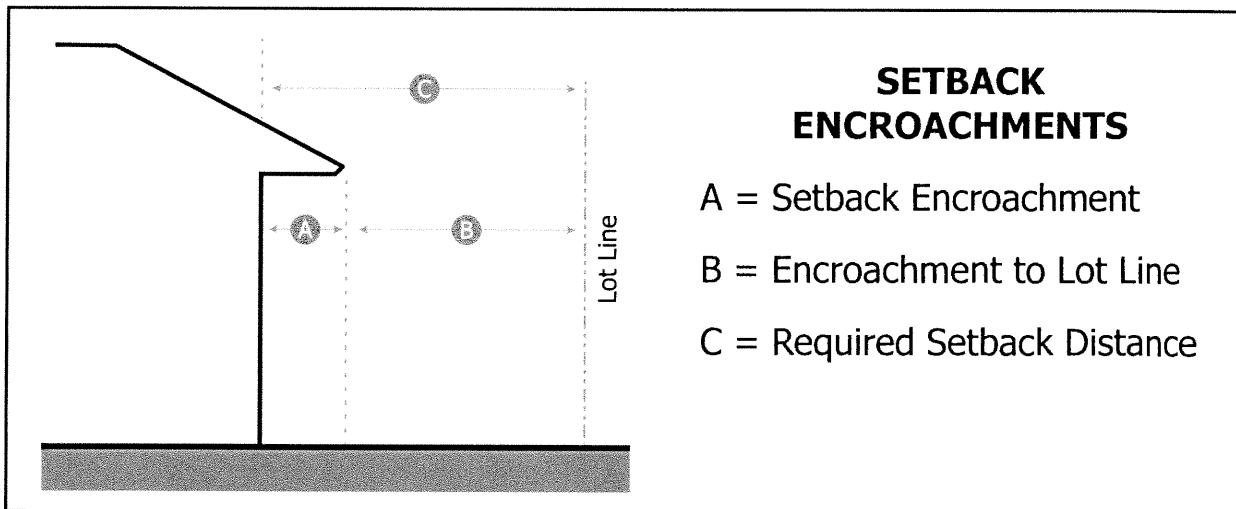 C
A
B
Lot Line
SETBACK
ENCROACHMENTS
A = Setback Encroachment
B = Encroachment to Lot Line
C = Required Setback Distance